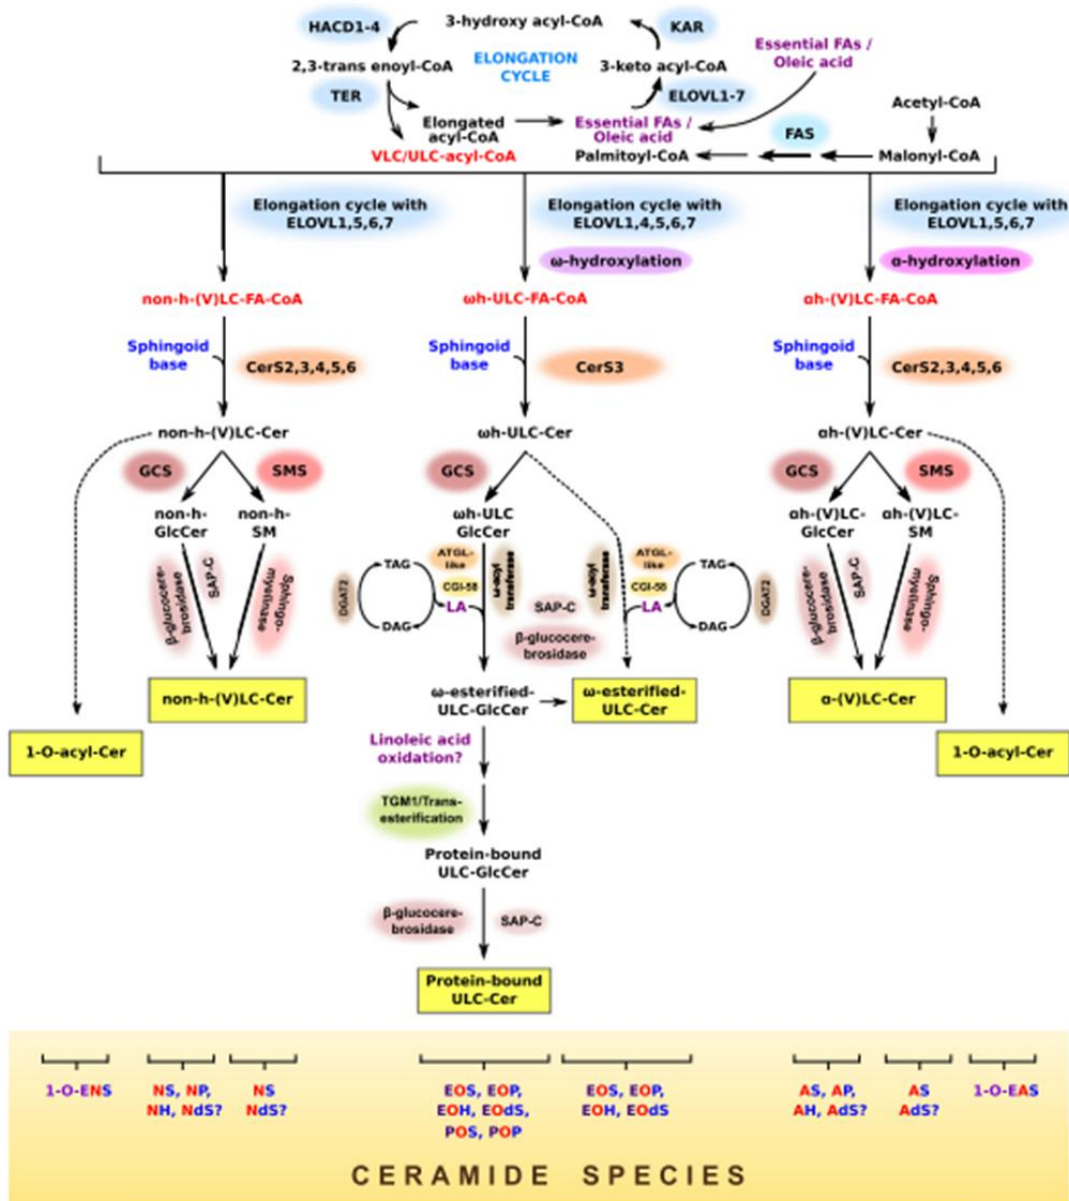 HACD1-4
3-hydroxy acyl-CoA
KAR
2,3-trans enoyl-CoA
ELONGATION
CYCLE
3-keto acyl-CoA
Essential FAs /
Oleic acid
TER
ELOVL1-7
Elongated
acyl-CoA
Essential FAs /
Oleic acid
Acetyl-CoA
FAS
VLC/ULC-acyl-CoA
Palmitoyl-CoA
Malonyl-CoA
Elongation cycle with
ELOVL1,5,6,7
Elongation cycle with
ELOVL1,4,5,6,7
Elongation cycle with
ELOVL1,5,6,7
ω-hydroxylation
α-hydroxylation
non-h-(V)LC-FA-CoA
ωh-ULC-FA-CoA
αh-(V)LC-FA-CoA
Sphingoid
base
CerS2,3,4,5,6
Sphingoid
base
CerS3
Sphingoid
base
CerS2,3,4,5,6
non-h-(V)LC-Cer
ωh-ULC-Cer
αh-(V)LC-Cer
GCS
SMS
GCS
GCS
SMS
non-h-
GlcCer
non-h-
SM
ωh-ULC
GlcCer
αh-(V)LC-
GlcCer
αh-(V)LC-
SM
β-glucocere-
brosidase
SAP-C
Sphingo-
myelinase
DGAT2
TAG
DAG
ATGL-
like
CGI-58
LA
ω-acyl
transferase
SAP-C
β-glucocere-
brosidase
ω-acyl
transferase
ATGL-
like
CGI-58
LA
TAG
DAG
DGAT2
β-glucocere-
brosidase
SAP-C
Sphingo-
myelinase
non-h-(V)LC-Cer
ω-esterified-
ULC-GlcCer
ω-esterified-
ULC-Cer
α-(V)LC-Cer
1-O-acyl-Cer
1-O-acyl-Cer
Linoleic acid
oxidation?
TGM1/Trans-
esterification
Protein-bound
ULC-GlcCer
β-glucocere-
brosidase
SAP-C
Protein-bound
ULC-Cer
1-O-ENS
NS, NP,
NH, NdS?
NS
NdS?
EOS, EOP,
EOH, EOdS,
POS, POP
EOS, EOP,
EOH, EOdS
AS, AP,
AH, AdS?
AS
AdS?
1-O-EAS
CERAMIDE SPECIES